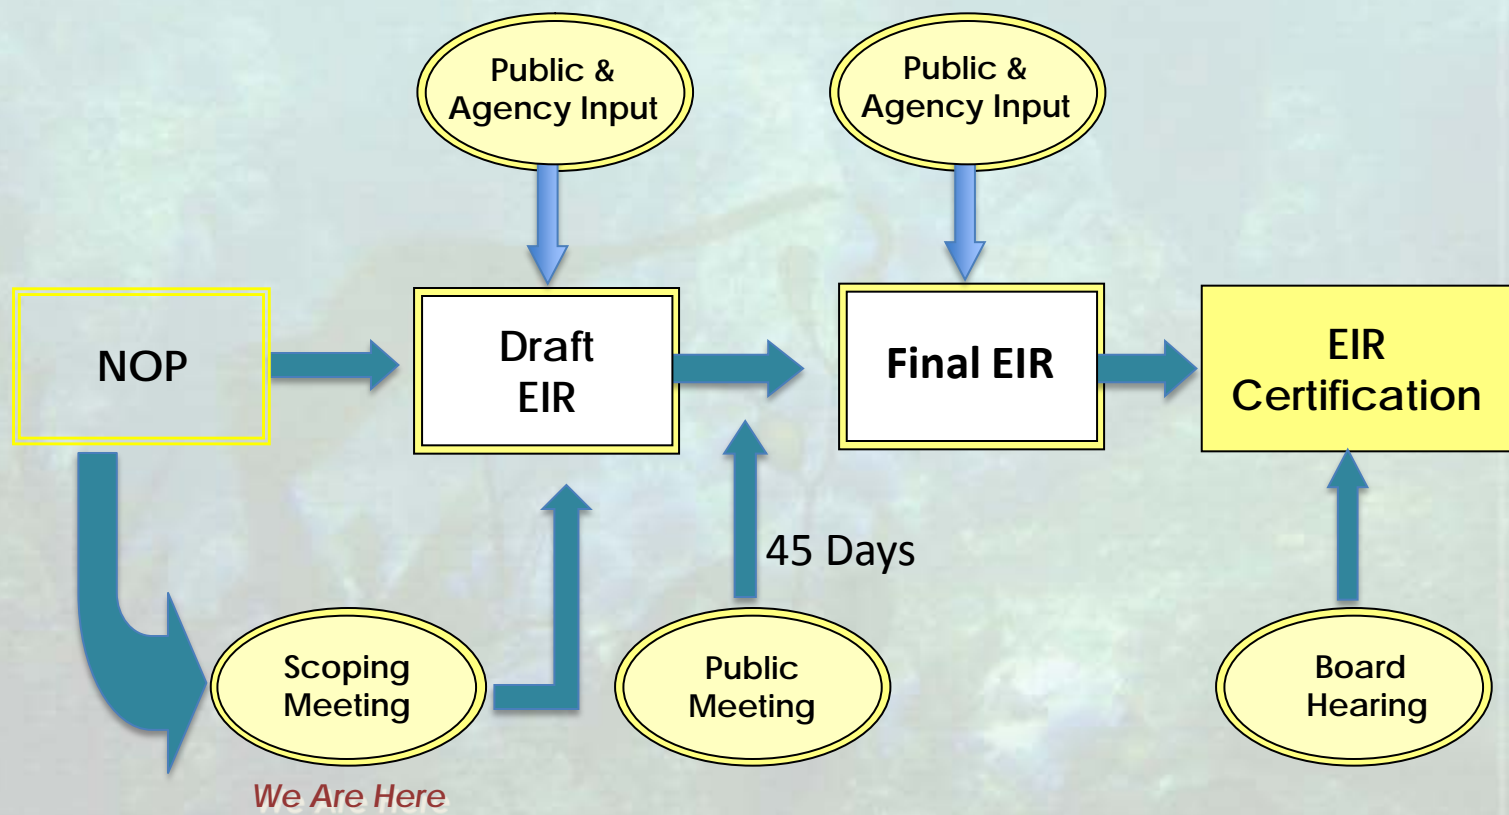 Public &
Agency Input
Public &
Agency Input
NOP
Draft
EIR
Final EIR
EIR
Certification
45 Days
Scoping
Meeting
Public
Meeting
Board
Hearing
We Are Here